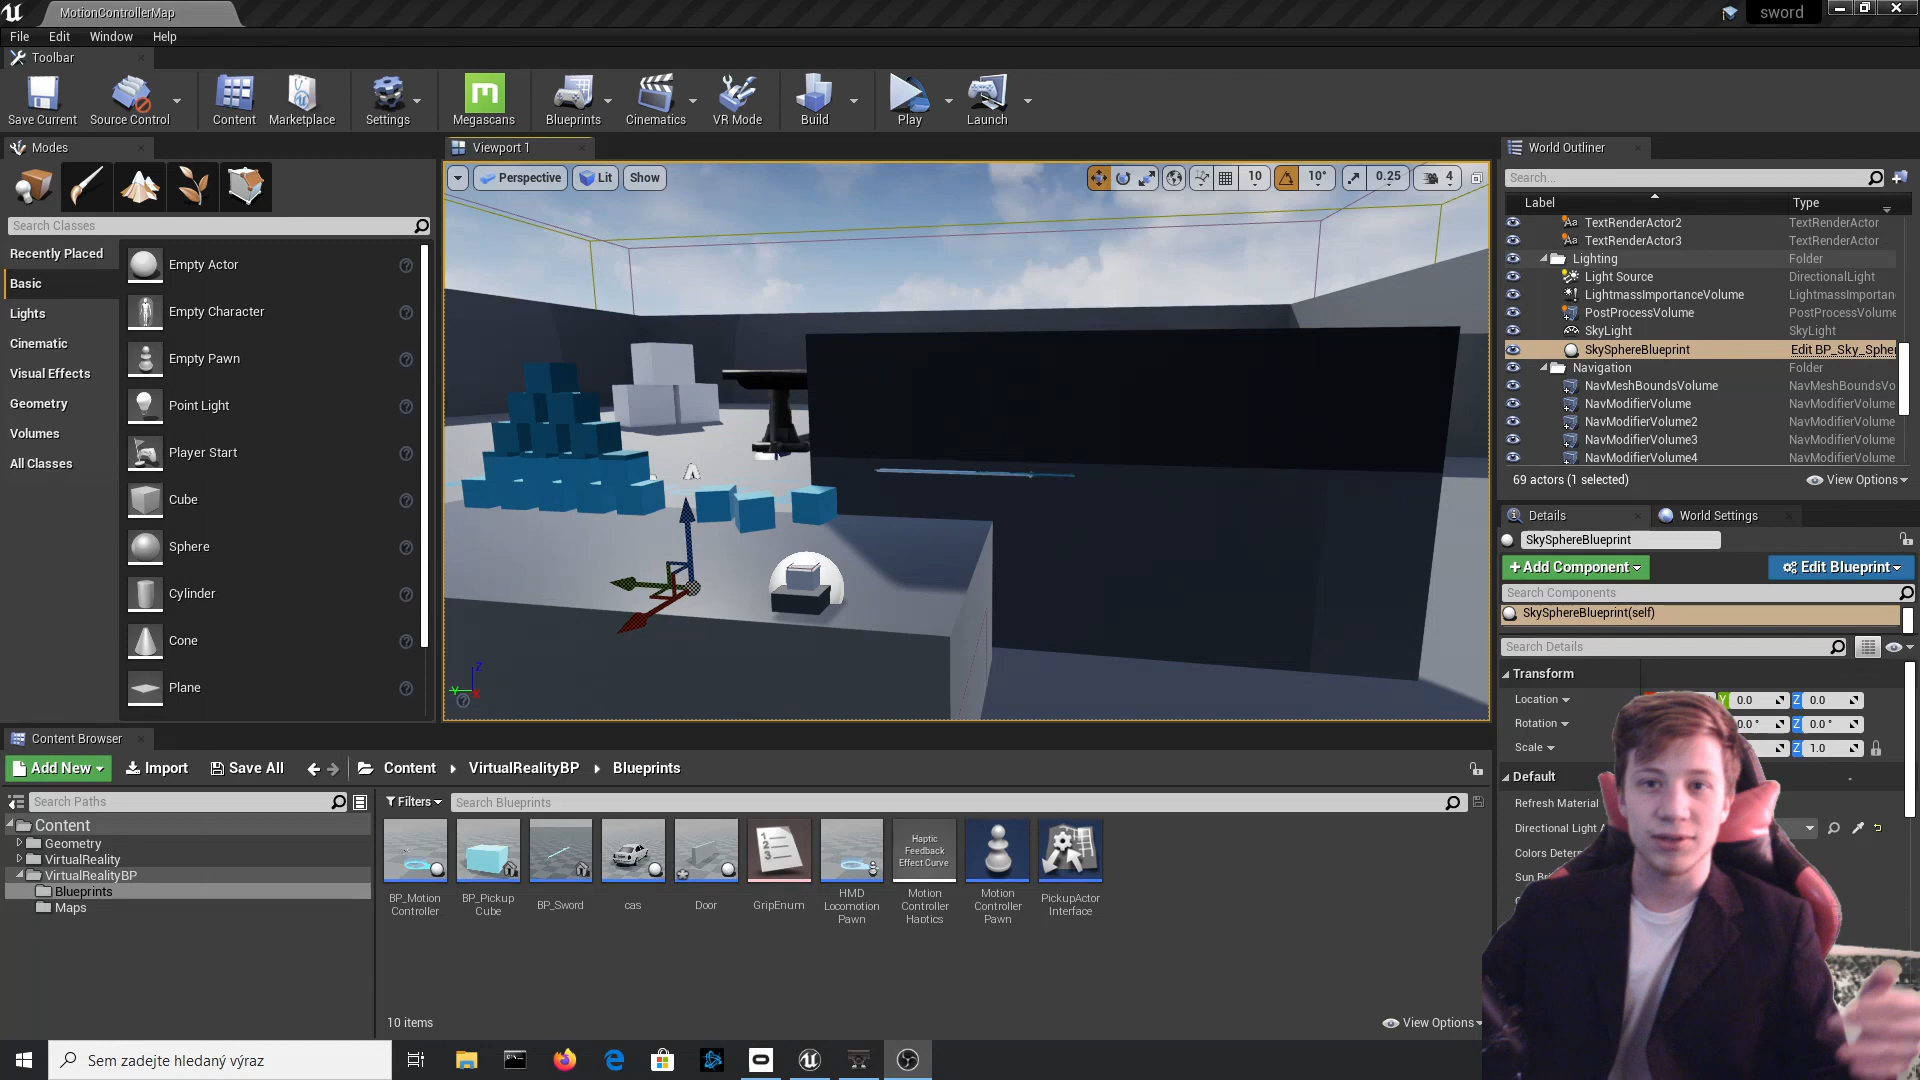 MotionControllerMap
sword
File Edit Window Help
Toolbar
Save Current Source Control Content Marketplace Settings Megascans Blueprints Cinematics VR Mode Build Play Launch
Modes
Search Classes
Recently Placed
Basic
Lights
Cinematic
Visual Effects
Geometry
Volumes
All Classes
Empty Actor
Empty Character
Empty Pawn
Point Light
Player Start
Cube
Sphere
Cylinder
Cone
Plane
Viewport 1
Perspective Lit Show
10 10° 0.25 4
World Outliner
Search...
Label Type
TextRenderActor2 TextRenderActor
TextRenderActor3 TextRenderActor
Lighting Folder
Light Source DirectionalLight
LightmassImportanceVolume LightmassImportan
PostProcessVolume PostProcessVolume
SkyLight SkyLight
SkySphereBlueprint Edit BP_Sky_Spher
Navigation Folder
NavMeshBoundsVolume NavMeshBoundsVo
NavModifierVolume NavModifierVolume
NavModifierVolume2 NavModifierVolume
NavModifierVolume3 NavModifierVolume
NavModifierVolume4 NavModifierVolume
69 actors (1 selected) View Options
Details World Settings
SkySphereBlueprint
+Add Component Edit Blueprint
Search Components
SkySphereBlueprint(self)
Search Details
Transform
Location Y 0.0 Z 0.0
Rotation 0.0° Z 0.0°
Scale Z 1.0
Default
Refresh Material
Directional Light A
Colors Deter
Sun Bri
Z
Y X
Content Browser
Add New Import Save All Content VirtualRealityBP Blueprints
Search Paths
Filters Search Blueprints
Content
Geometry
VirtualReality
VirtualRealityBP
Blueprints
Maps
Haptic
Feedback
Effect Curve
BP_Motion
Controller
BP_Pickup
Cube
BP_Sword
cas
Door
GripEnum
HMD
Locomotion
Pawn
Motion
Controller
Haptics
Motion
Controller
Pawn
PickupActor
Interface
10 items View Options
Sem zadejte hledaný výraz